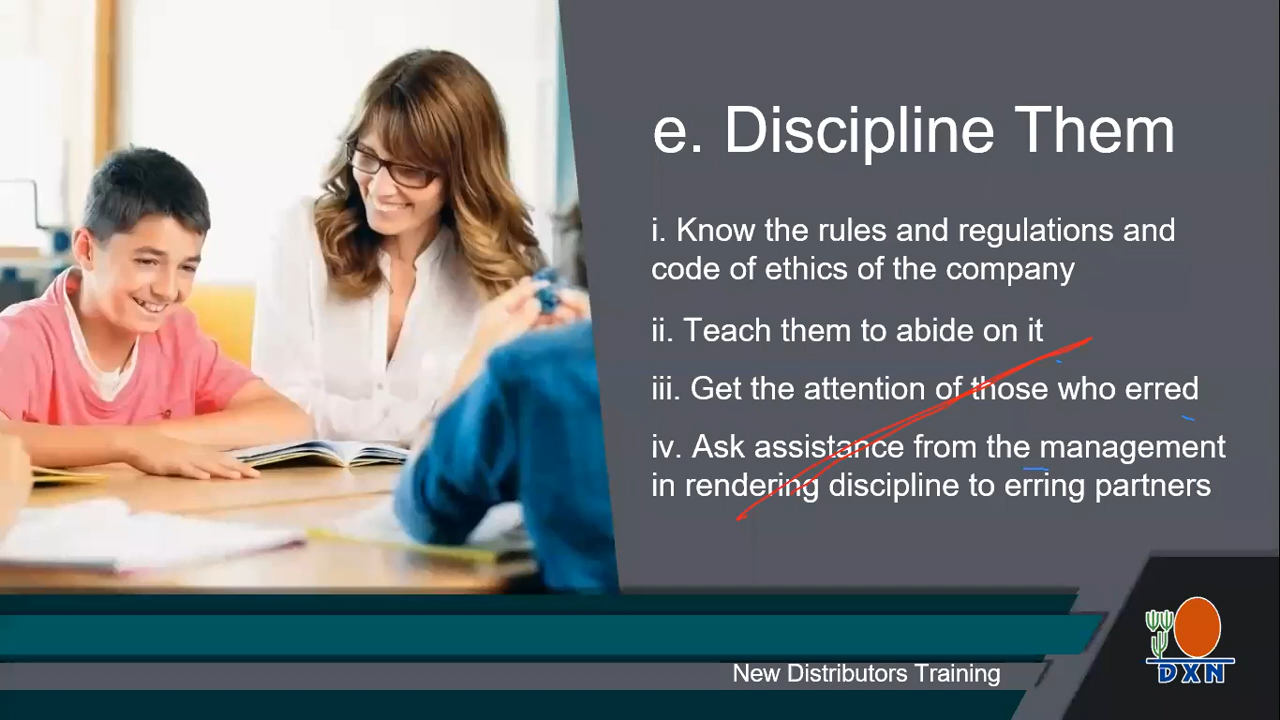 e. Discipline Them
i. Know the rules and regulations and
code of ethics of the company
ii. Teach them to abide on it
iii. Get the attention of those who erred
iv. Ask assistance from the management
in rendering discipline to erring partners
New Distributors Training
DXN